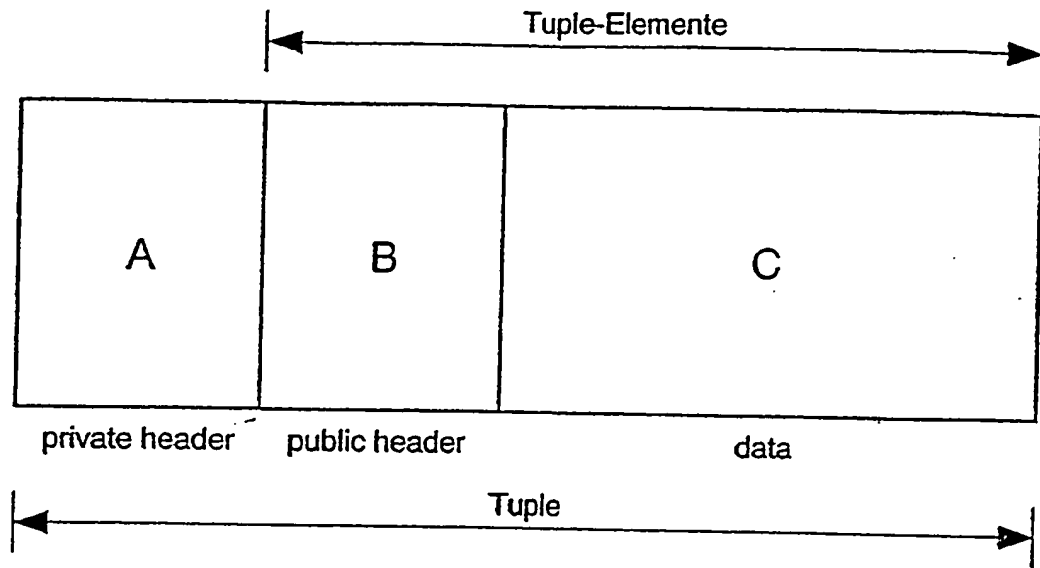 Tuple-Elemente
A
B
C
private header
public header
data
Tuple